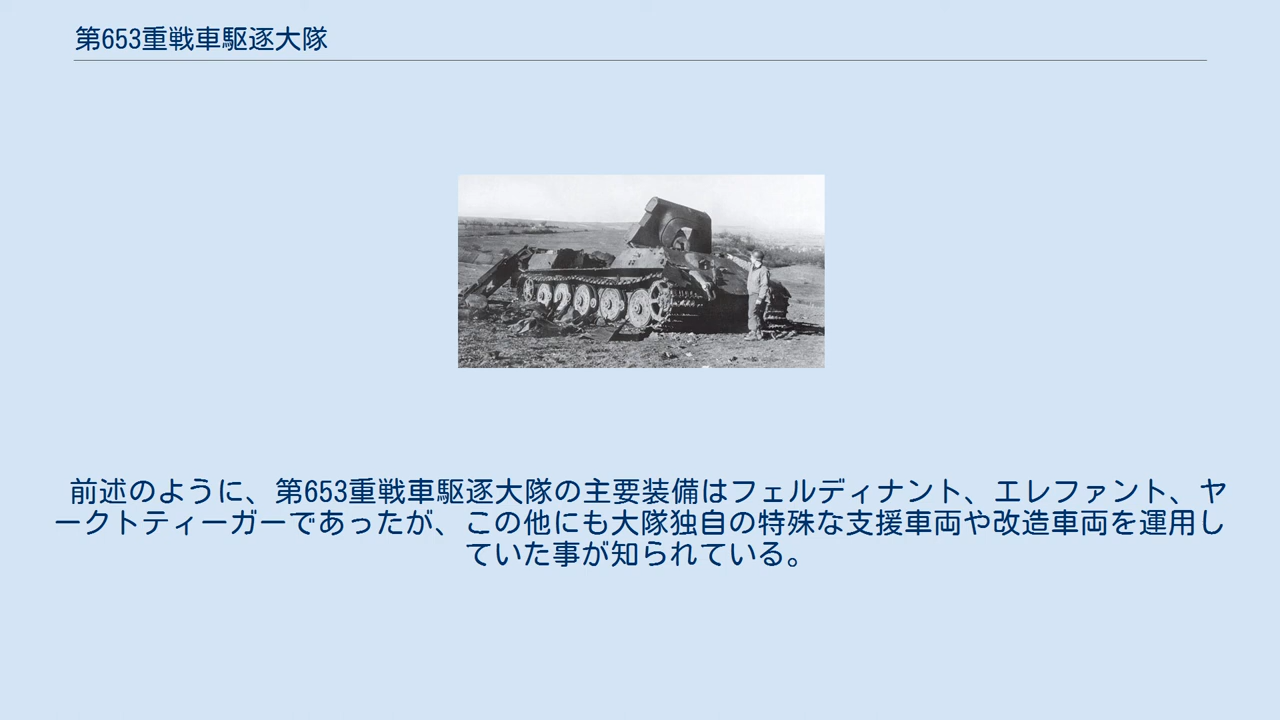 第653重戦車駆逐大隊
前述のように、第653重戦車駆逐大隊の主要装備はフェルディナント、エレファント、ヤ
ークトティーガーであったが、この他にも大隊独自の特殊な支援車両や改造車両を運用し
ていた事が知られている。